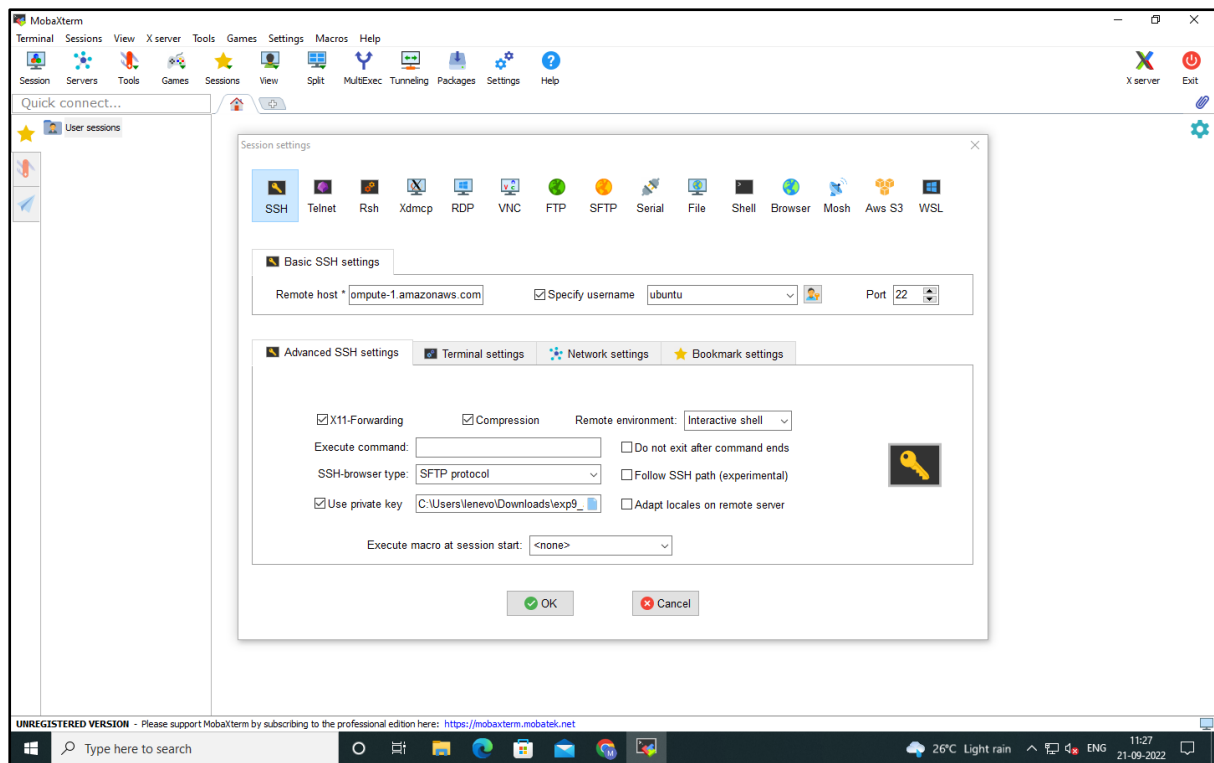 MobaXterm
Terminal Sessions View X server Tools Games Settings Macros Help
Session Servers Tools Games Sessions View Split MultiExec Tunneling Packages Settings Help X server Exit
Quick connect...
User sessions
Session settings
SSH Telnet Rsh Xdmcp RDP VNC FTP SFTP Serial File Shell Browser Mosh Aws S3 WSL
Basic SSH settings
Remote host * ompute-1.amazonaws.com Specify username ubuntu Port 22
Advanced SSH settings Terminal settings Network settings Bookmark settings
X11-Forwarding Compression Remote environment: Interactive shell
Execute command: Do not exit after command ends
SSH-browser type: SFTP protocol Follow SSH path (experimental)
Use private key C:\Users\lenevo\Downloads\exp9_ Adapt locales on remote server
Execute macro at session start: <none>
OK Cancel
UNREGISTERED VERSION - Please support MobaXterm by subscribing to the professional edition here: https://mobaxterm.mobatek.net
Type here to search 26°C Light rain ENG 11:27
21-09-2022